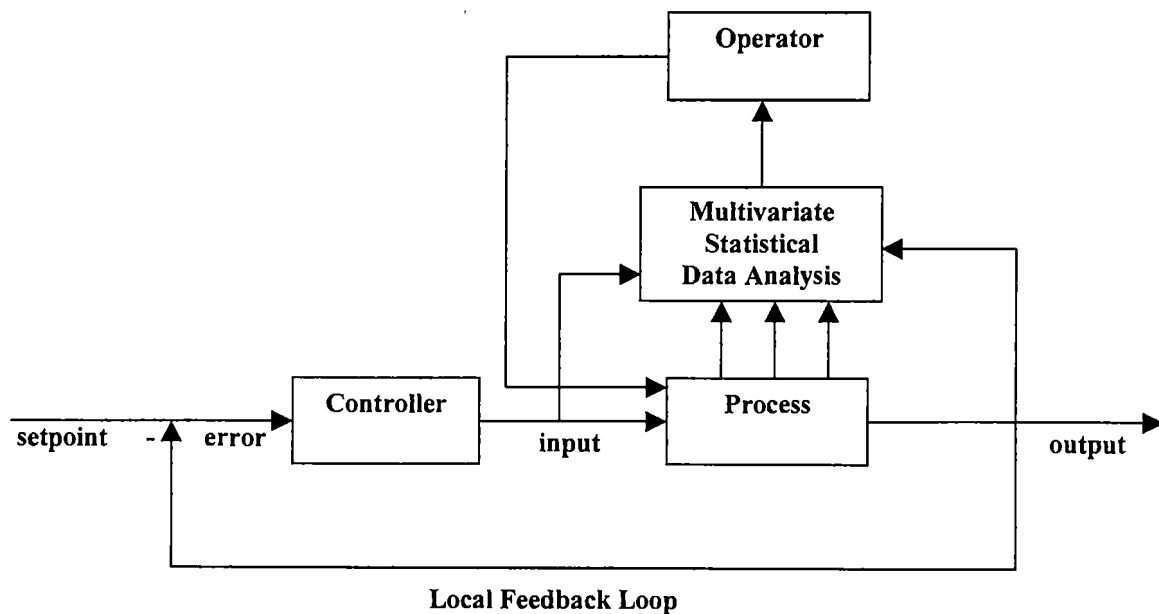 Operator
Multivariate
Statistical
Data Analysis
Controller
Process
setpoint - error
input
output
Local Feedback Loop